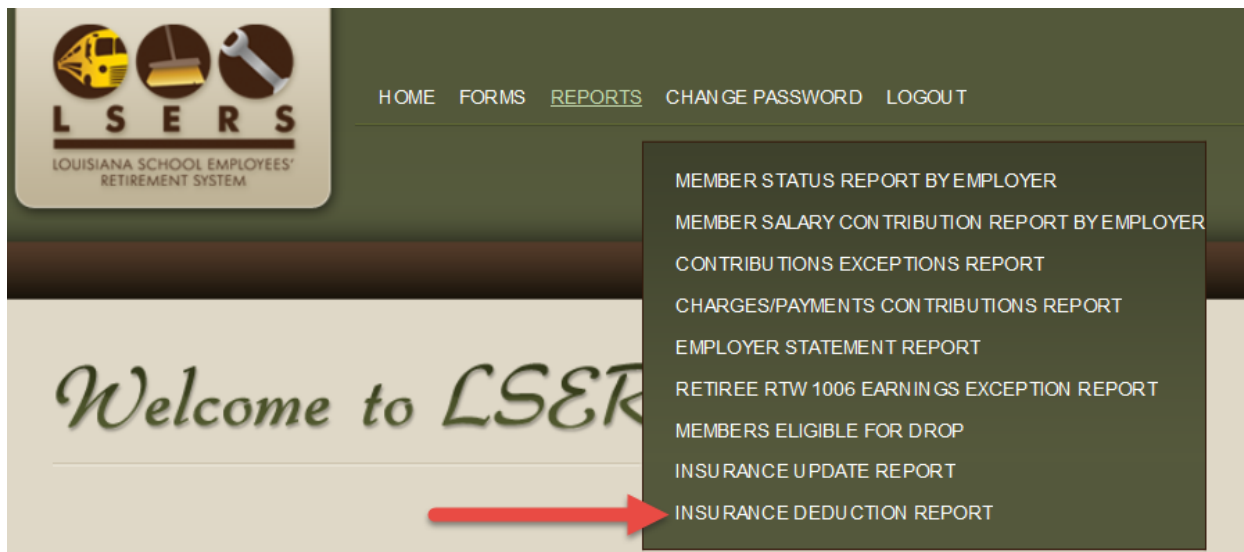 L S E R S
LOUISIANA SCHOOL EMPLOYEES'
RETIREMENT SYSTEM
HOME FORMS REPORTS CHANGE PASSWORD LOGOUT
MEMBER STATUS REPORT BY EMPLOYER
MEMBER SALARY CONTRIBUTION REPORT BY EMPLOYER
CONTRIBUTIONS EXCEPTIONS REPORT
CHARGES/PAYMENTS CONTRIBUTIONS REPORT
EMPLOYER STATEMENT REPORT
RETIREE RTW 1006 EARNINGS EXCEPTION REPORT
MEMBERS ELIGIBLE FOR DROP
INSURANCE UPDATE REPORT
INSURANCE DEDUCTION REPORT
Welcome to LSER